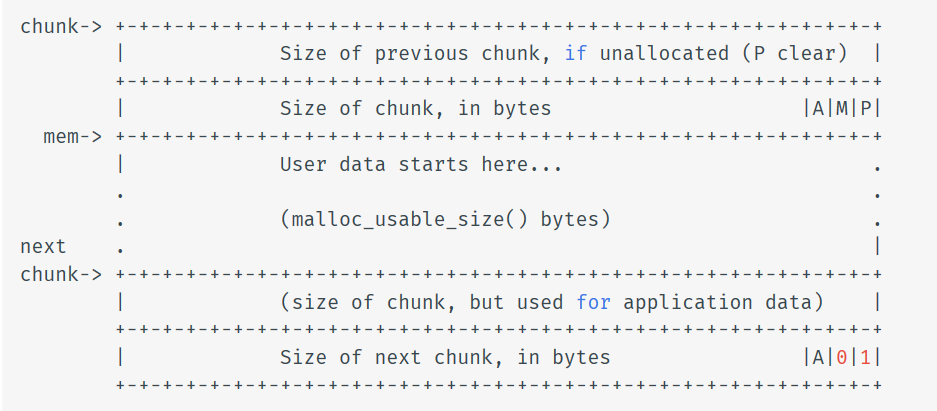 chunk-> +-+-+-+-+-+-+-+-+-+-+-+-+-+-+-+-+-+-+-+-+-+-+-+-+-+-+-+-+-+-+-+-+
        |             Size of previous chunk, if unallocated (P clear)  |
        +-+-+-+-+-+-+-+-+-+-+-+-+-+-+-+-+-+-+-+-+-+-+-+-+-+-+-+-+-+-+-+-+
        |             Size of chunk, in bytes                     |A|M|P|
  mem-> +-+-+-+-+-+-+-+-+-+-+-+-+-+-+-+-+-+-+-+-+-+-+-+-+-+-+-+-+-+-+-+-+
        |             User data starts here...                          .
        .                                                               .
        .             (malloc_usable_size() bytes)                      .
next    .                                                               |
chunk-> +-+-+-+-+-+-+-+-+-+-+-+-+-+-+-+-+-+-+-+-+-+-+-+-+-+-+-+-+-+-+-+-+
        |             (size of chunk, but used for application data)    |
        +-+-+-+-+-+-+-+-+-+-+-+-+-+-+-+-+-+-+-+-+-+-+-+-+-+-+-+-+-+-+-+-+
        |             Size of next chunk, in bytes                |A|0|1|
        +-+-+-+-+-+-+-+-+-+-+-+-+-+-+-+-+-+-+-+-+-+-+-+-+-+-+-+-+-+-+-+-+